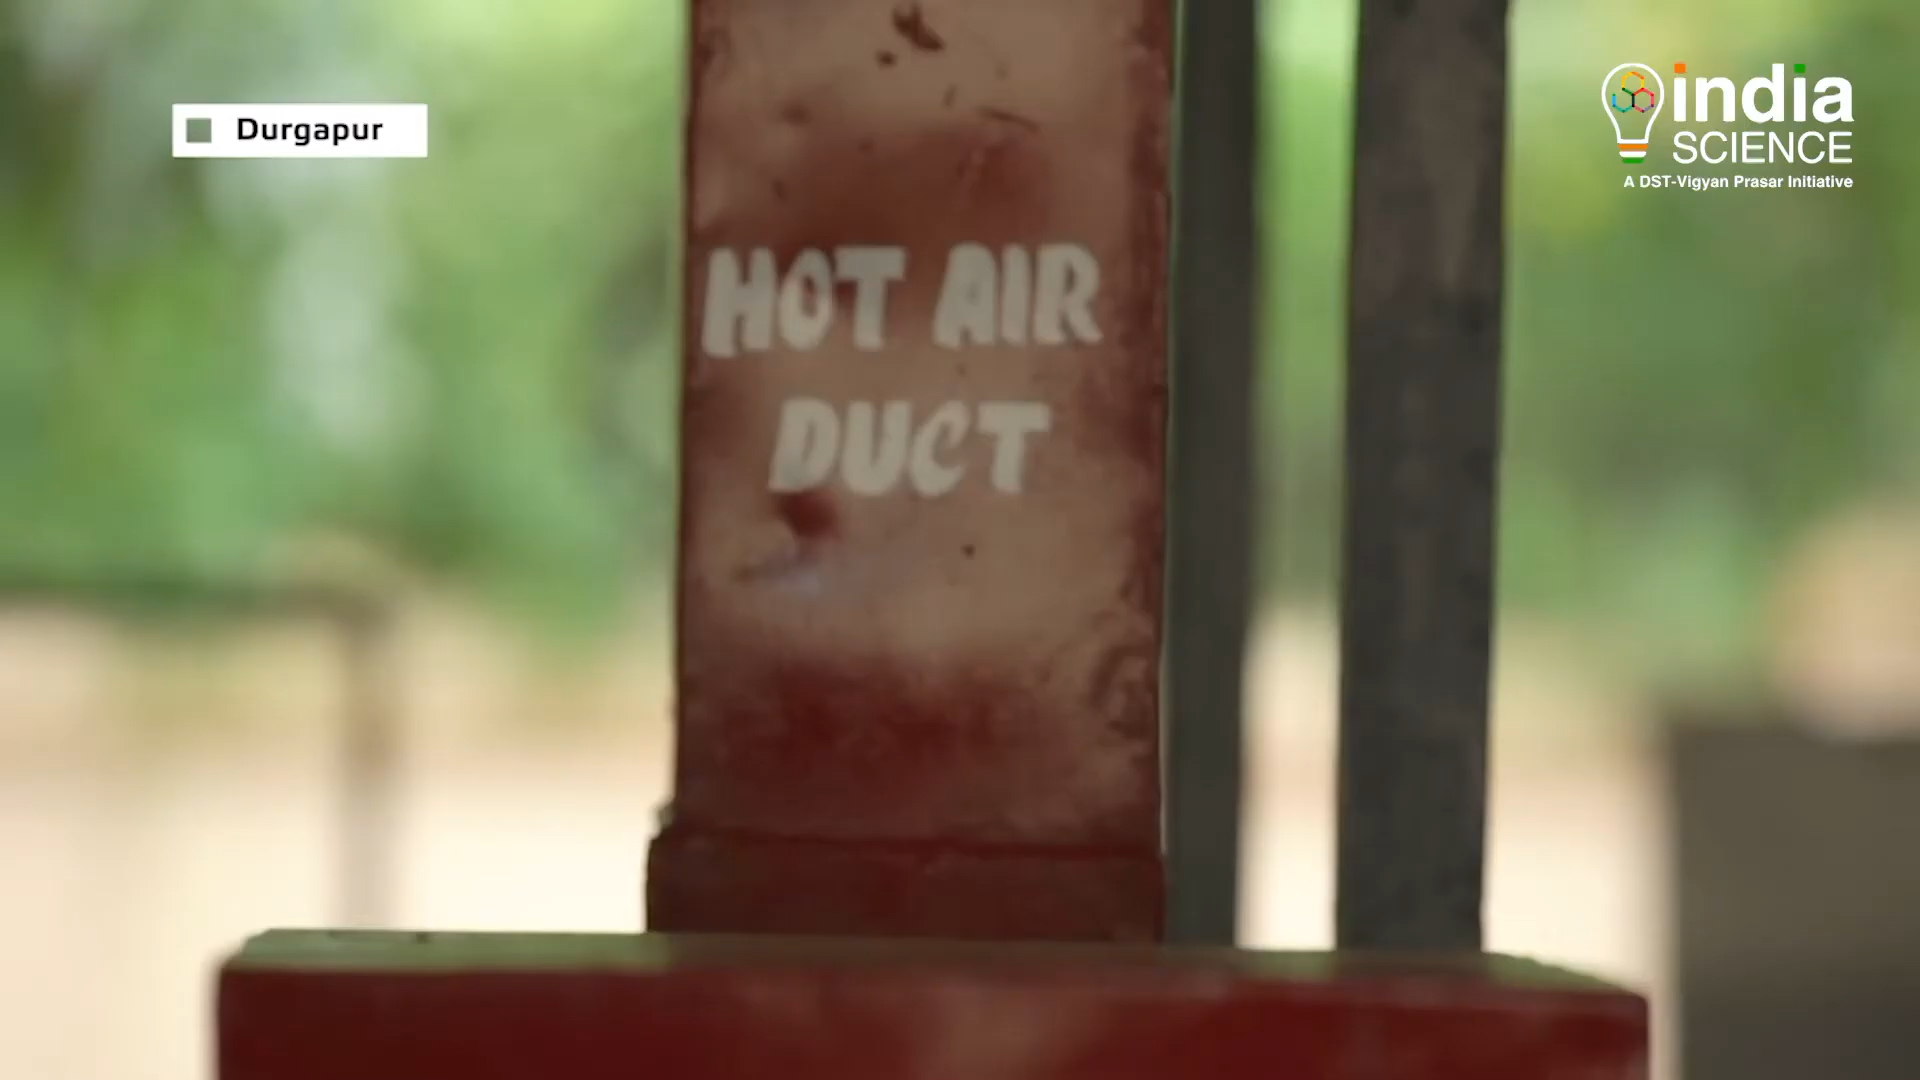 Durgapur
india
SCIENCE
A DST-Vigyan Prasar Initiative
HOT AIR
DUCT